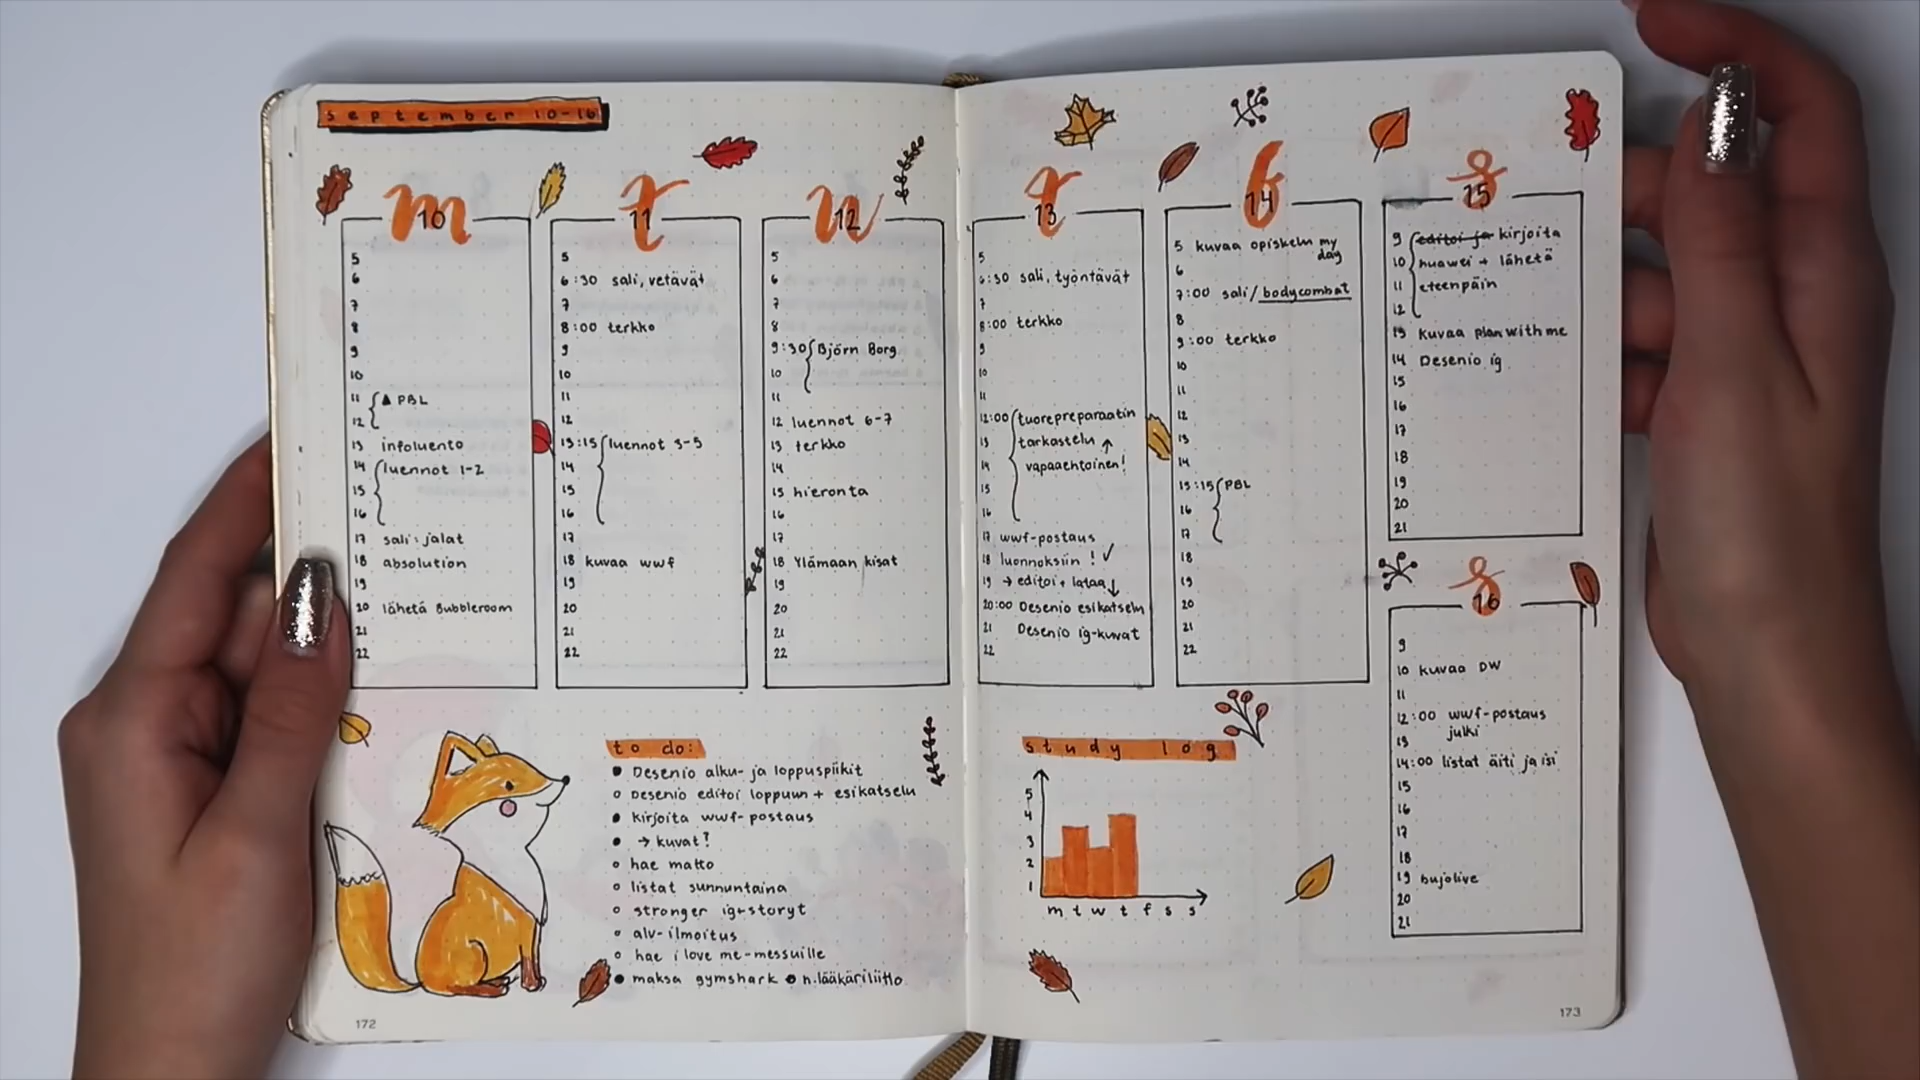 september 10-16
m 10
5
6
7
8
9
10
11 ▲ PBL
12
13 infoluento
14 luennot 1-2
15
16
17 sali: jalat
18 absolution
19
20 lähetä Bubbleroom
21
22
t 11
5
6:30 sali, vetävät
7
8:00 terkko
9
10
11
12
13:15 luennot 3-5
14
15
16
17
18 kuvaa wwf
19
20
21
22
w 12
5
6
7
8
9:30 Björn Borg
10
11
12 luennot 6-7
13 terkko
14
15 hieronta
16
17
18 Ylämaan kisat
19
20
21
22
t 13
5
6:30 sali, työntävät
7
8:00 terkko
9
10
11
12:00 tuorepreparaatin
13 tarkastelu ↑
14 vapaaehtoinen!
15
16
17 wwf-postaus
18 luonnoksiin ! ✓
19 → editoi + lataa ↓
20:00 Desenio esikatselu
21 Desenio ig-kuvat
22
f 14
5 kuvaa opiskelu my
day
6
7:00 sali/bodycombat
8
9:00 terkko
10
11
12
13
14
15:15 PBL
16
17
18
19
20
21
22
s 15
9 editoi ja kirjoita
10 huawei + lähetä
11 eteenpäin
12
13 kuvaa plan with me
14 Desenio ig
15
16
17
18
19
20
21
s 16
9
10 kuvaa DW
11
12:00 wwf-postaus
julki
13
14:00 listat äiti ja isi
15
16
17
18
19 bujolive
20
21
to do:
● Desenio alku- ja loppuspiikit
○ Desenio editoi loppuun + esikatselu
● kirjoita wwf-postaus
● → kuvat?
○ hae matto
○ listat sunnuntaina
○ stronger ig+storyt
○ alv-ilmoitus
○ hae i love me-messuille
● maksa gymshark ● n.lääkäriliitto
study log
5
4
3
2
1
m t w t f s s
172
173